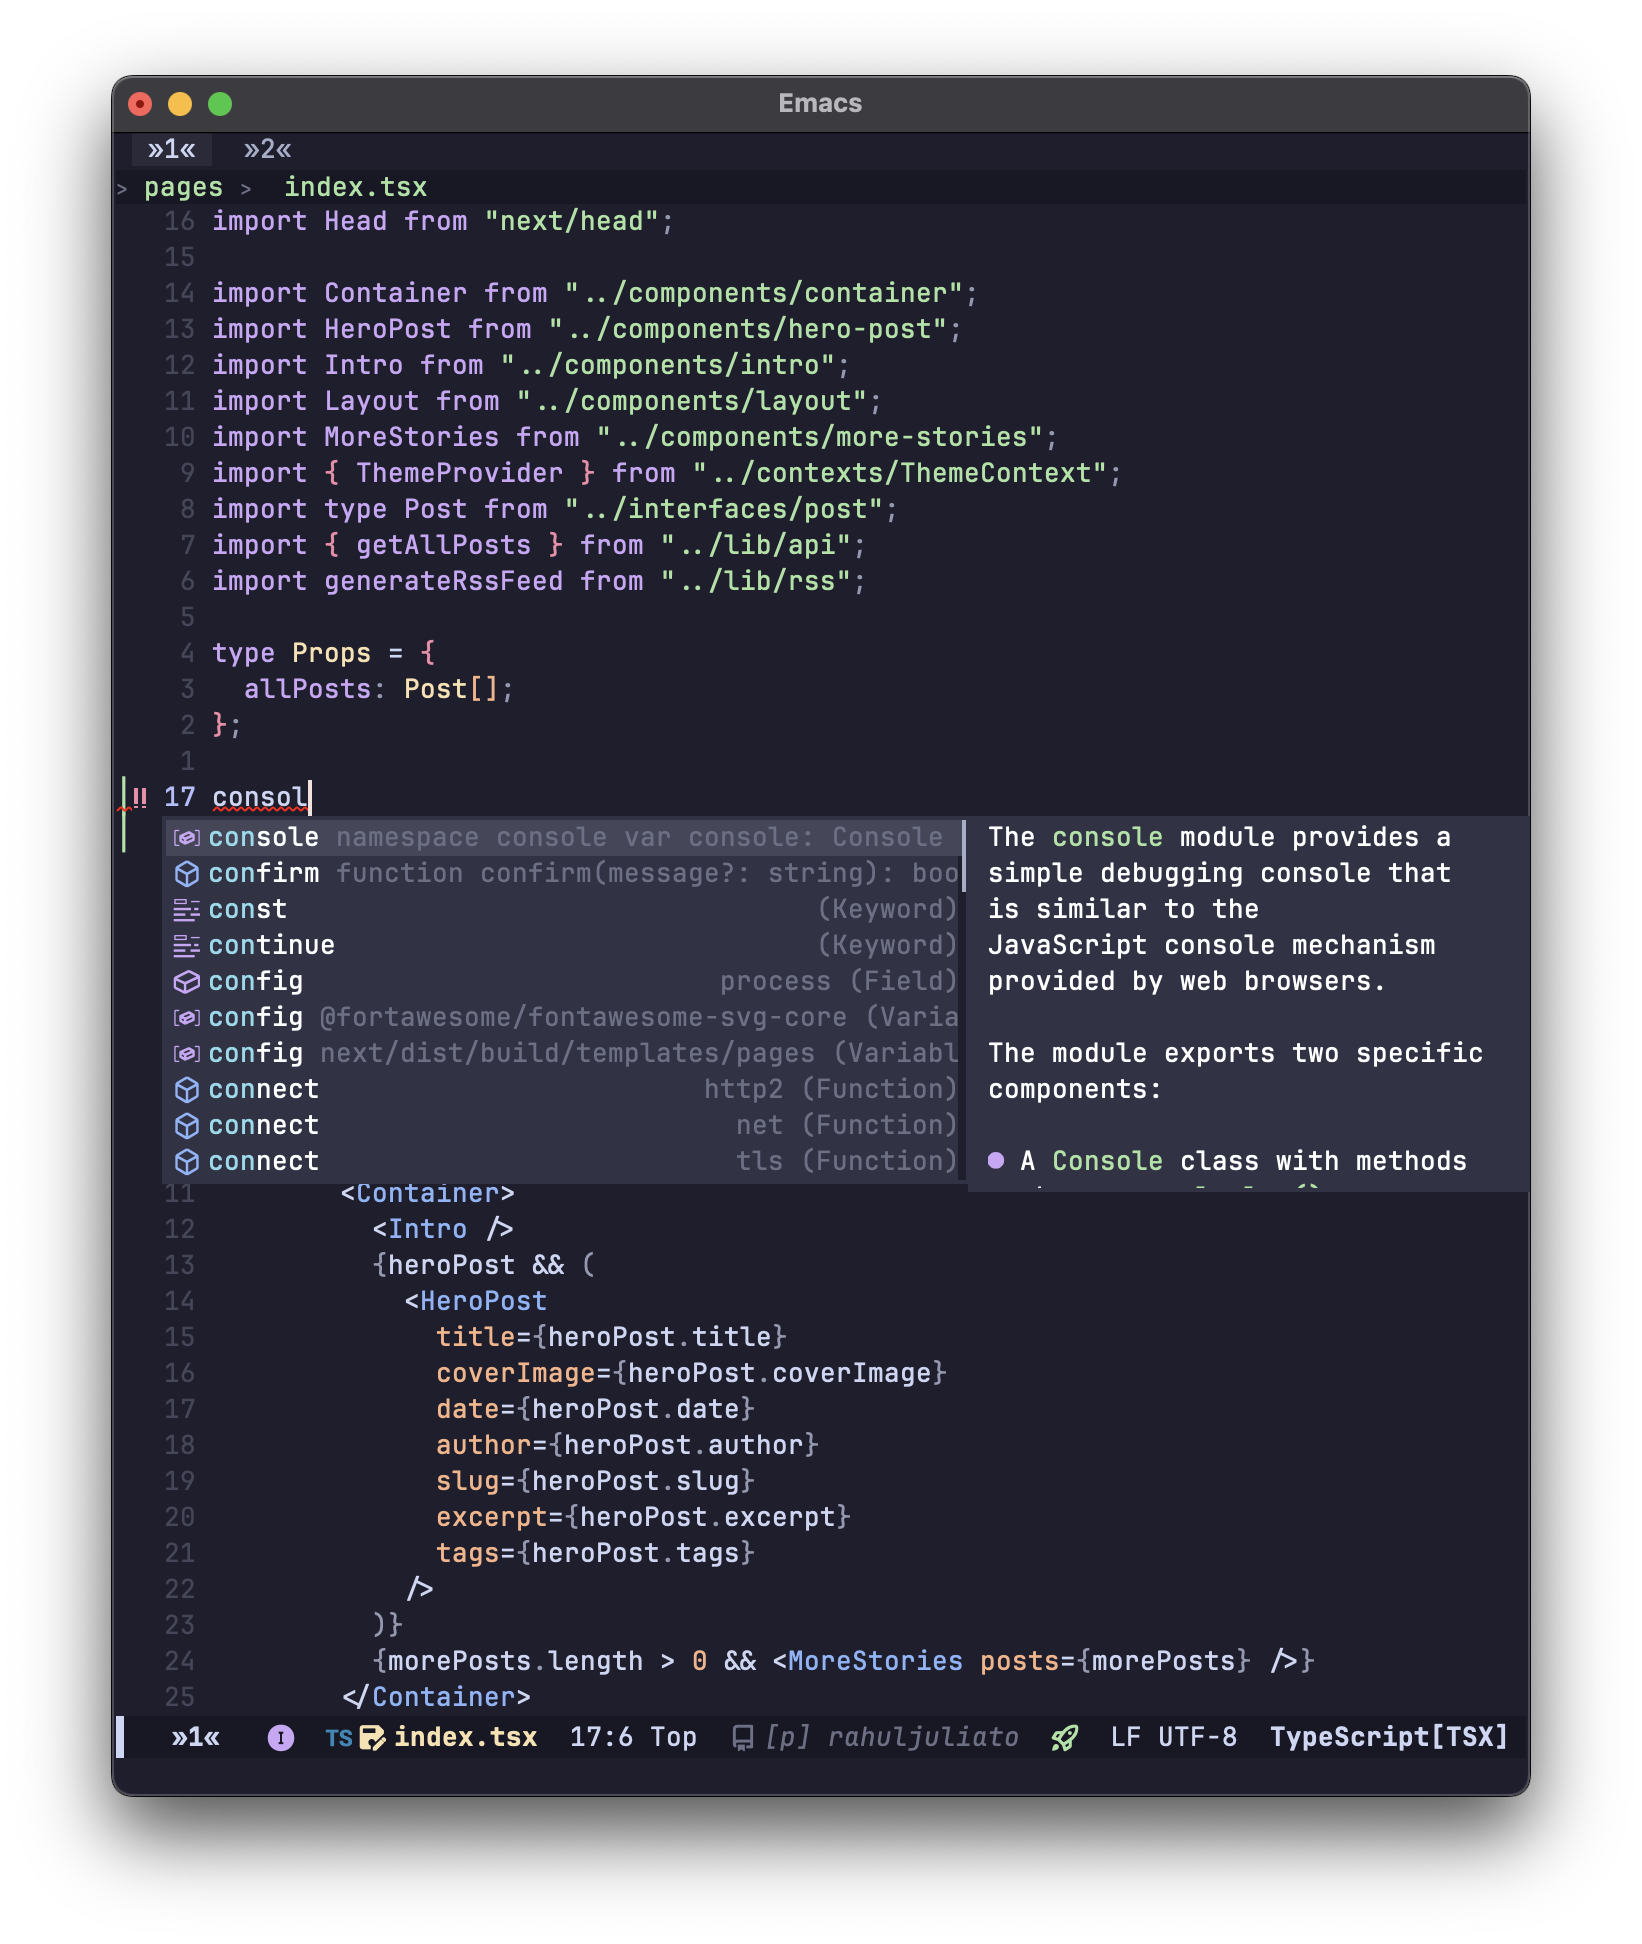 Emacs
»1« »2«
> pages > index.tsx
16 import Head from "next/head";
15
14 import Container from "../components/container";
13 import HeroPost from "../components/hero-post";
12 import Intro from "../components/intro";
11 import Layout from "../components/layout";
10 import MoreStories from "../components/more-stories";
9 import { ThemeProvider } from "../contexts/ThemeContext";
8 import type Post from "../interfaces/post";
7 import { getAllPosts } from "../lib/api";
6 import generateRssFeed from "../lib/rss";
5
4 type Props = {
3 allPosts: Post[];
2 };
1
!! 17 consol
console namespace console var console: Console
confirm function confirm(message?: string): boo
const (Keyword)
continue (Keyword)
config process (Field)
config @fortawesome/fontawesome-svg-core (Varia
config next/dist/build/templates/pages (Variabl
connect http2 (Function)
connect net (Function)
connect tls (Function)
The console module provides a
simple debugging console that
is similar to the
JavaScript console mechanism
provided by web browsers.
The module exports two specific
components:
● A Console class with methods
11 <Container>
12 <Intro />
13 {heroPost && (
14 <HeroPost
15 title={heroPost.title}
16 coverImage={heroPost.coverImage}
17 date={heroPost.date}
18 author={heroPost.author}
19 slug={heroPost.slug}
20 excerpt={heroPost.excerpt}
21 tags={heroPost.tags}
22 />
23 )}
24 {morePosts.length > 0 && <MoreStories posts={morePosts} />}
25 </Container>
»1« I TS index.tsx 17:6 Top [p] rahuljuliato LF UTF-8 TypeScript[TSX]